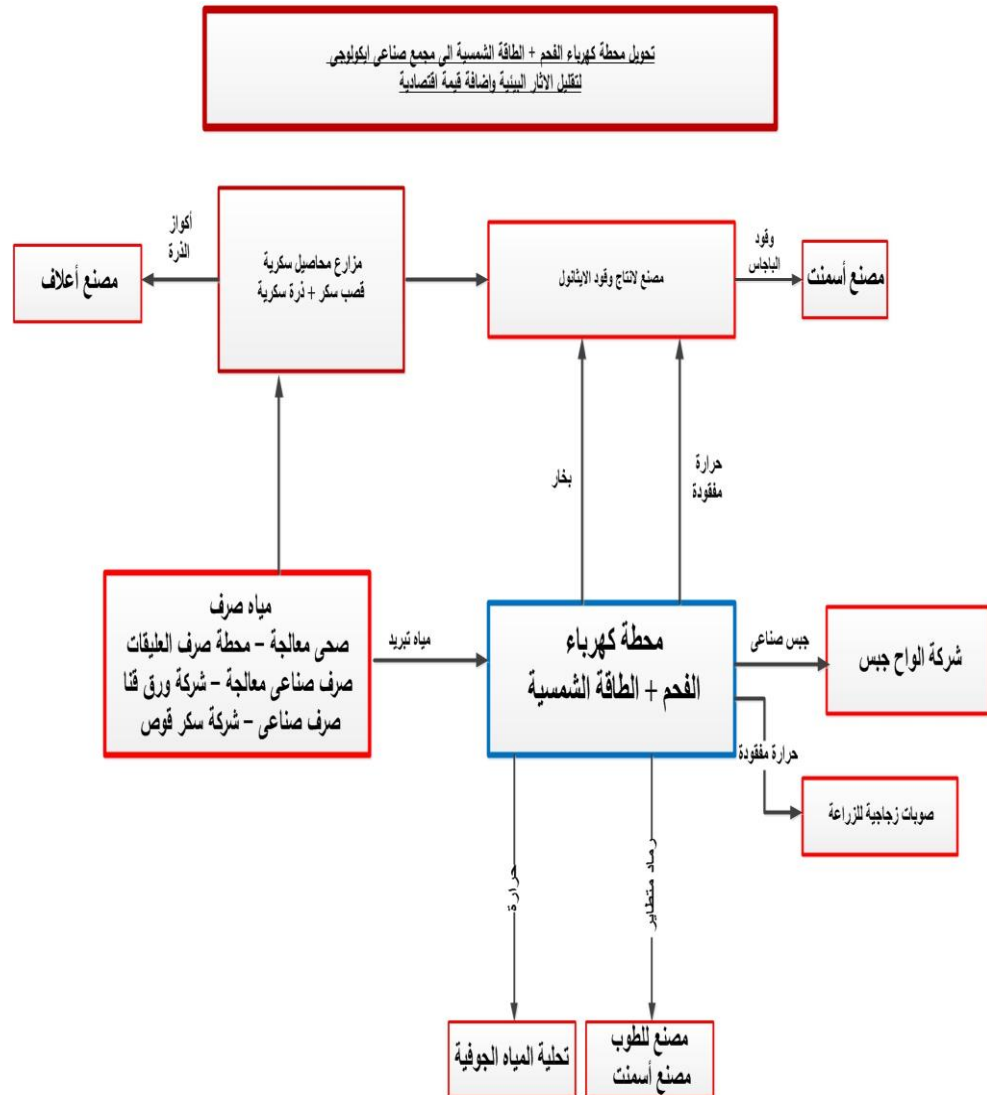 تحويل محطة كهرباء الفحم + الطاقة الشمسية الى مجمع صناعى ايكولوجى
لتقليل الاثار البيئية واضافة قيمة اقتصادية
أكواز
الذرة
مصنع أعلاف
مزارع محاصيل سكرية
قصب سكر + ذرة سكرية
مصنع لانتاج وقود الايثانول
وقود
الباجاس
مصنع أسمنت
بخار
حرارة
مفقودة
مياه صرف
صحى معالجة – محطة صرف العليقات
صرف صناعى معالجة – شركة ورق قنا
صرف صناعى – شركة سكر قوص
مياه تبريد
محطة كهرباء
الفحم + الطاقة الشمسية
جبس صناعى
شركة الواح جبس
حرارة مفقودة
صوبات زجاجية للزراعة
حرارة
رماد متطاير
تحلية المياه الجوفية
مصنع للطوب
مصنع أسمنت